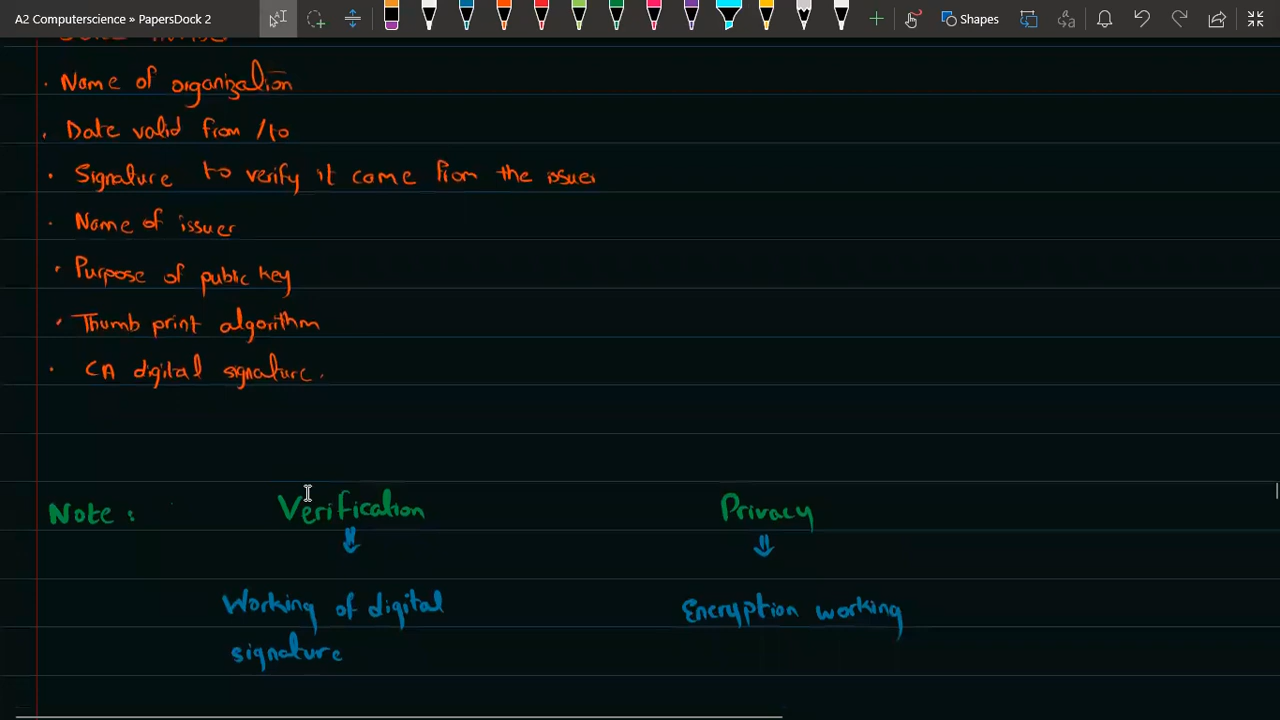 A2 Computerscience » PapersDock 2
Shapes
· Name of organization
· Date valid from / to
· Signature to verify it come from the issuer
· Name of issuer
· Purpose of public key
· Thumb print algorithm
· CA digital signature.
Note :
Verification
Privacy
⇓
⇓
Working of digital
signature
Encryption working